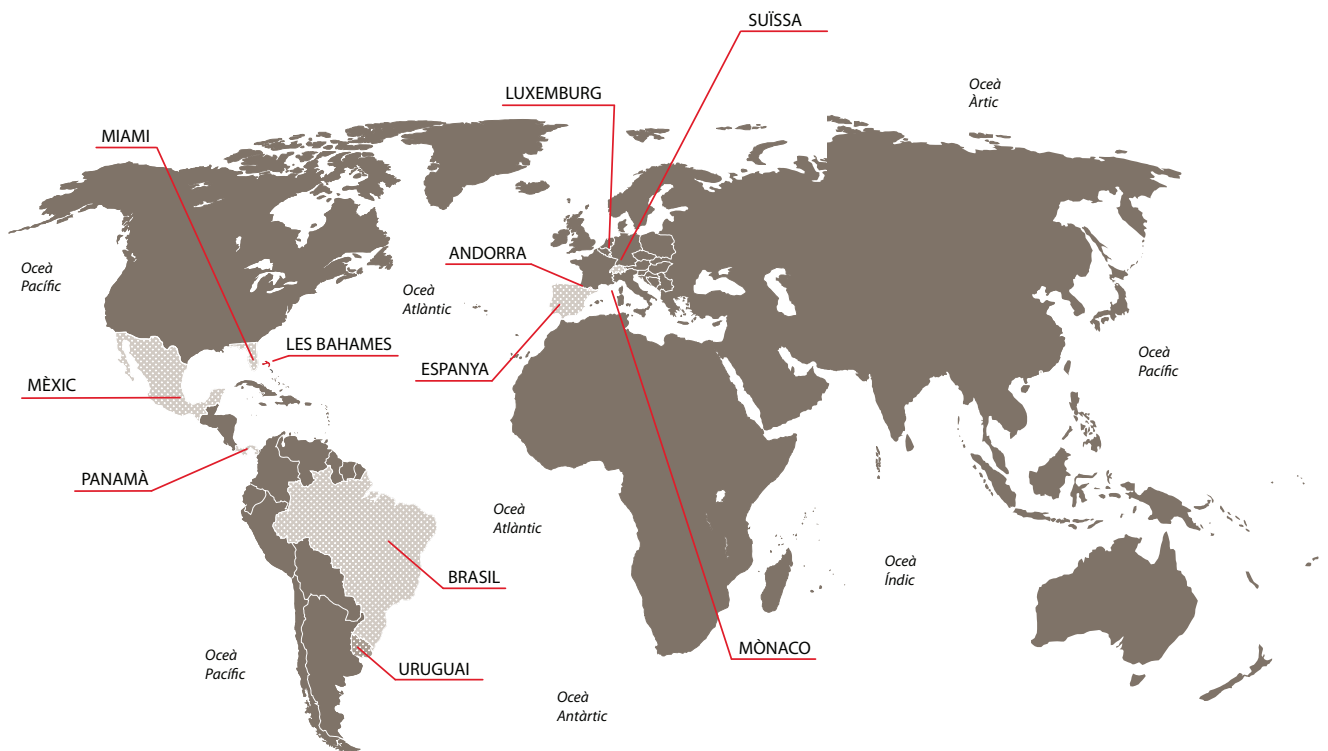 SUÏSSA
Oceà
Àrtic
LUXEMBURG
MIAMI
ANDORRA
Oceà
Pacífic
Oceà
Atlàntic
LES BAHAMES
Oceà
Pacífic
ESPANYA
MÈXIC
PANAMÀ
Oceà
Atlàntic
Oceà
Índic
BRASIL
MÒNACO
Oceà
Pacífic
URUGUAI
Oceà
Antàrtic